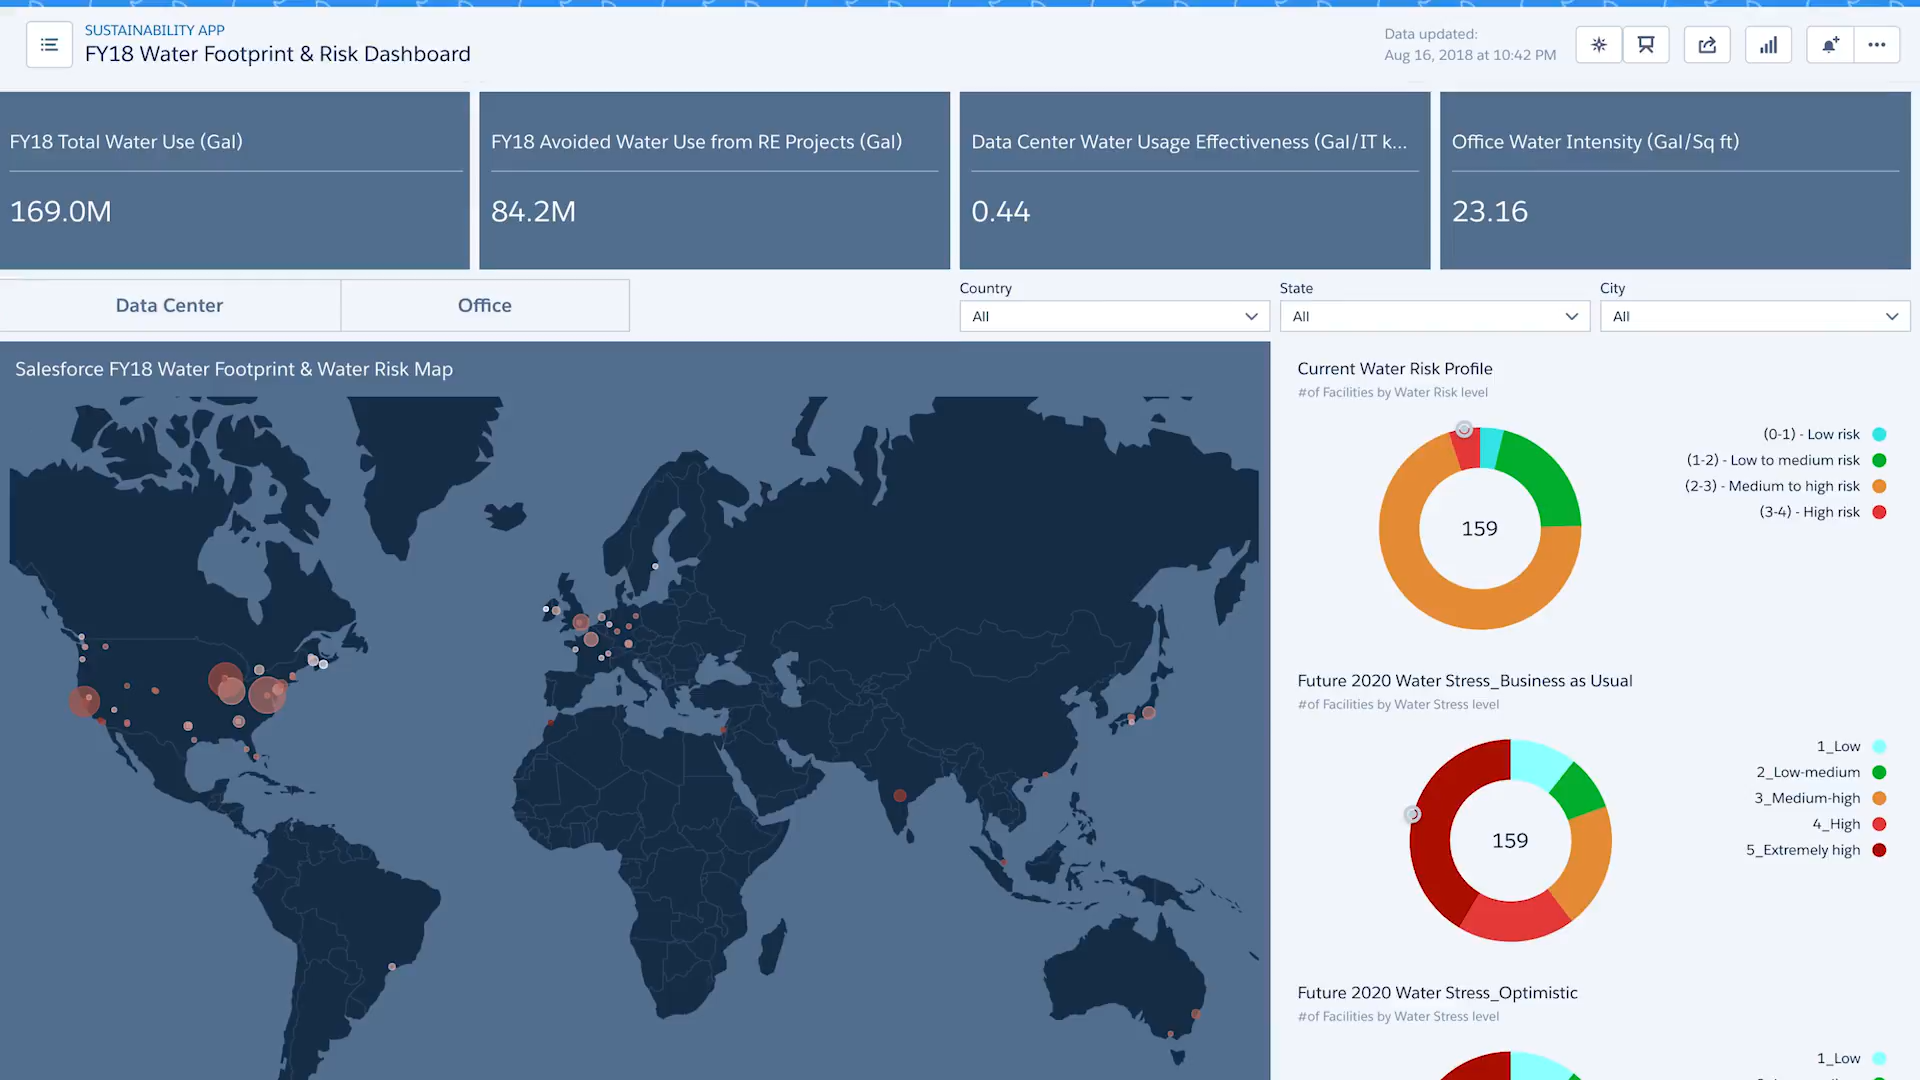 SUSTAINABILITY APP
FY18 Water Footprint & Risk Dashboard
Data updated:
Aug 16, 2018 at 10:42 PM
FY18 Total Water Use (Gal)
169.0M
FY18 Avoided Water Use from RE Projects (Gal)
84.2M
Data Center Water Usage Effectiveness (Gal/IT k...
0.44
Office Water Intensity (Gal/Sq ft)
23.16
Data Center
Office
Country
All
State
All
City
All
Salesforce FY18 Water Footprint & Water Risk Map
Current Water Risk Profile
#of Facilities by Water Risk level
159
(0-1) - Low risk
(1-2) - Low to medium risk
(2-3) - Medium to high risk
(3-4) - High risk
Future 2020 Water Stress_Business as Usual
#of Facilities by Water Stress level
159
1_Low
2_Low-medium
3_Medium-high
4_High
5_Extremely high
Future 2020 Water Stress_Optimistic
#of Facilities by Water Stress level
1_Low